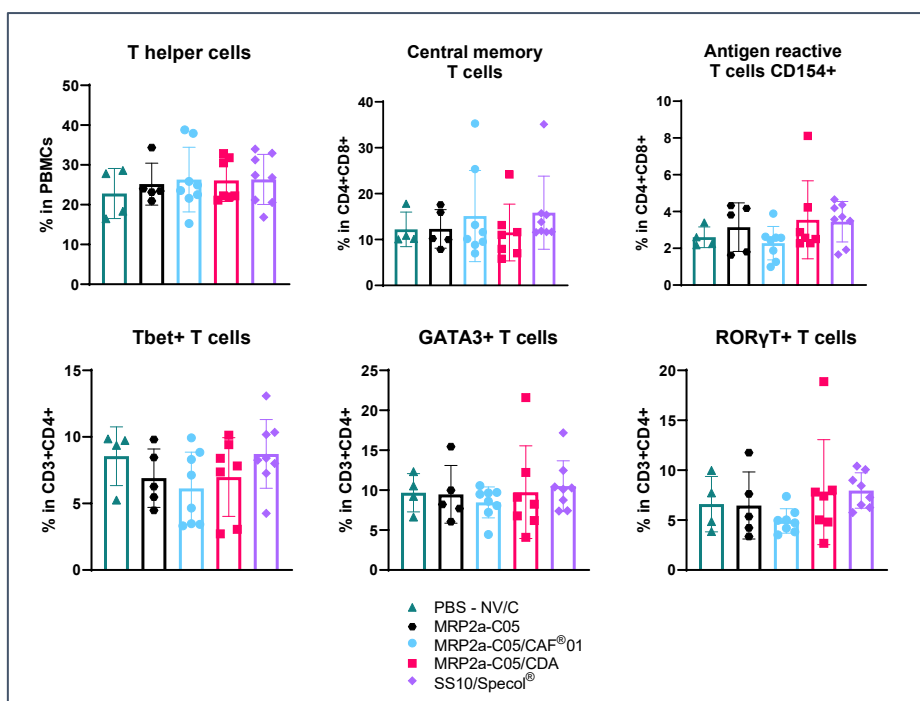 T helper cells
% in PBMCs
50
40
30
20
10
0
Central memory
T cells
% in CD4+CD8+
40
30
20
10
0
Antigen reactive
T cells CD154+
% in CD4+CD8+
10
8
6
4
2
0
Tbet+ T cells
% in CD3+CD4+
15
10
5
0
GATA3+ T cells
% in CD3+CD4+
25
20
15
10
5
0
RORγT+ T cells
% in CD3+CD4+
20
15
10
5
0
PBS - NV/C
MRP2a-C05
MRP2a-C05/CAF®01
MRP2a-C05/CDA
SS10/Specol®